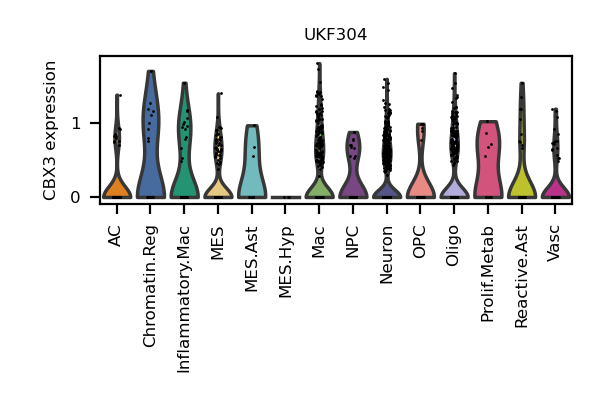 UKF304
CBX3 expression
1
0
AC
Chromatin.Reg
Inflammatory.Mac
MES
MES.Ast
MES.Hyp
Mac
NPC
Neuron
OPC
Oligo
Prolif.Metab
Reactive.Ast
Vasc